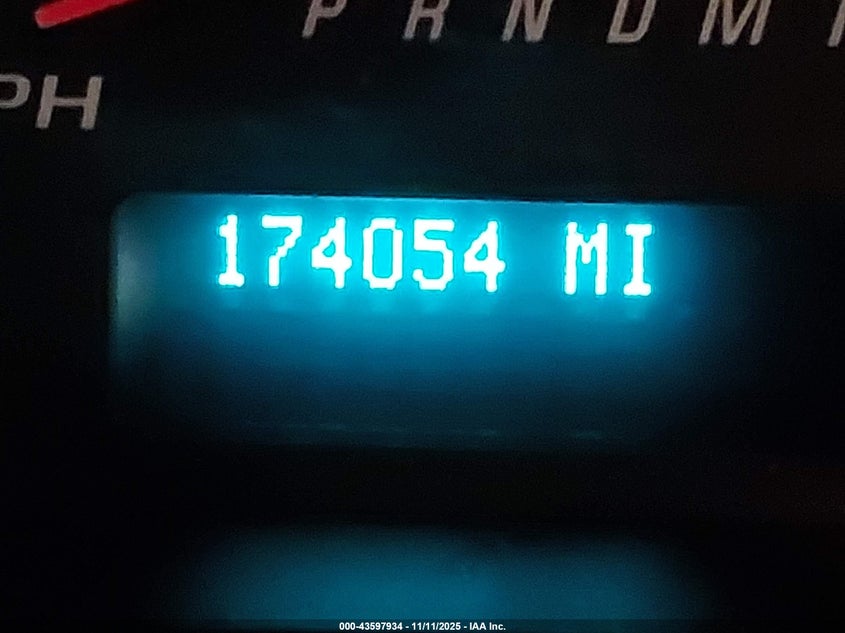 P R N D M
PH
174054 MI
000-43597934 - 11/11/2025 - IAA Inc.